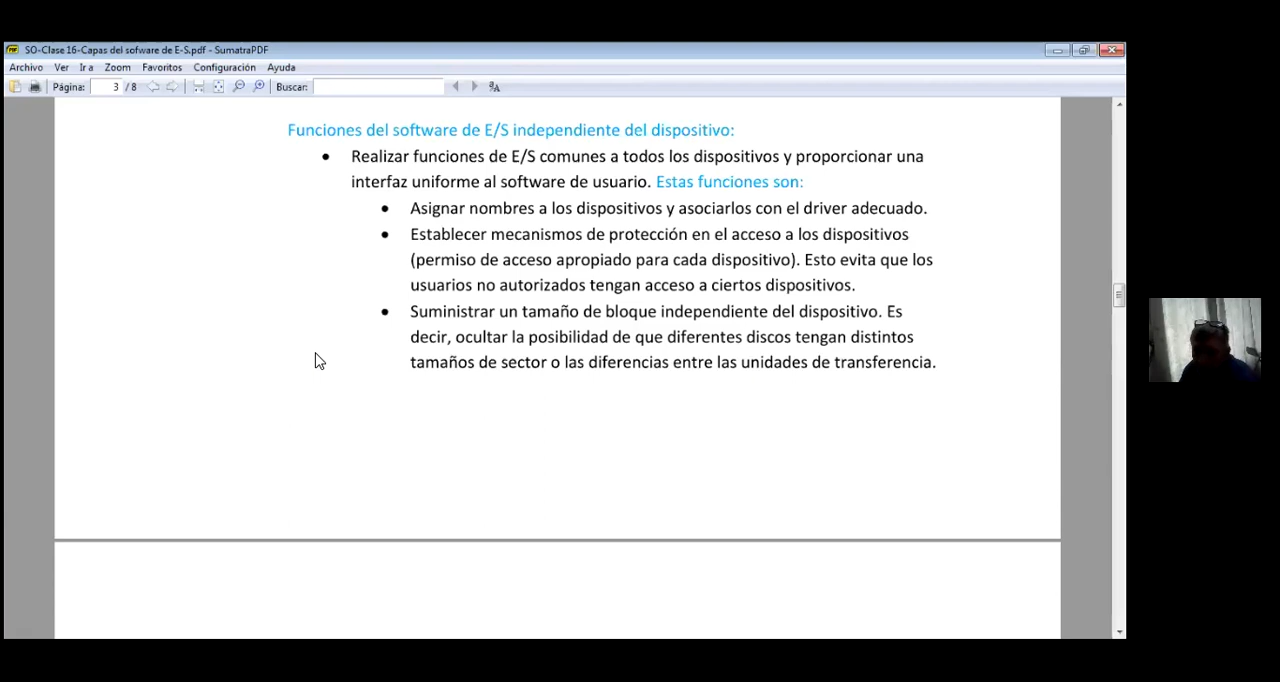 SO-Clase 16-Capas del sofware de E-S.pdf - SumatraPDF
Archivo Ver Ir a Zoom Favoritos Configuración Ayuda
Página: 3 / 8 Buscar:
Funciones del software de E/S independiente del dispositivo:
• Realizar funciones de E/S comunes a todos los dispositivos y proporcionar una
interfaz uniforme al software de usuario. Estas funciones son:
• Asignar nombres a los dispositivos y asociarlos con el driver adecuado.
• Establecer mecanismos de protección en el acceso a los dispositivos
(permiso de acceso apropiado para cada dispositivo). Esto evita que los
usuarios no autorizados tengan acceso a ciertos dispositivos.
• Suministrar un tamaño de bloque independiente del dispositivo. Es
decir, ocultar la posibilidad de que diferentes discos tengan distintos
tamaños de sector o las diferencias entre las unidades de transferencia.